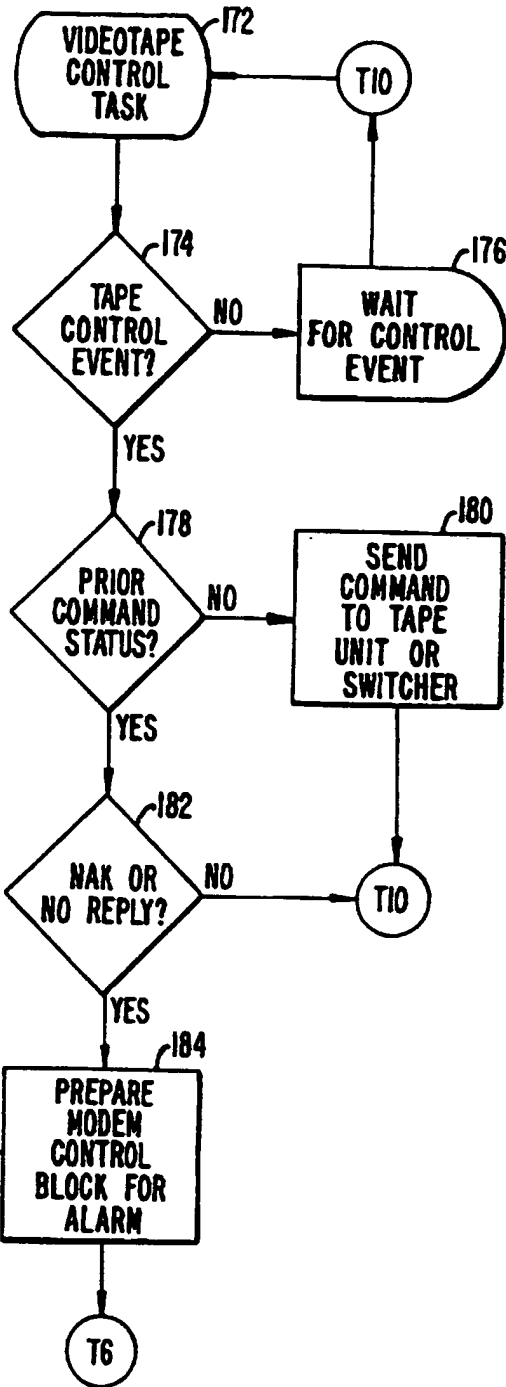 172
VIDEOTAPE
CONTROL
TASK
T10
174
TAPE
CONTROL
EVENT?
NO
176
WAIT
FOR CONTROL
EVENT
YES
178
PRIOR
COMMAND
STATUS?
NO
180
SEND
COMMAND
TO TAPE
UNIT OR
SWITCHER
YES
182
NAK OR
NO REPLY?
NO
T10
YES
184
PREPARE
MODEM
CONTROL
BLOCK FOR
ALARM
T6